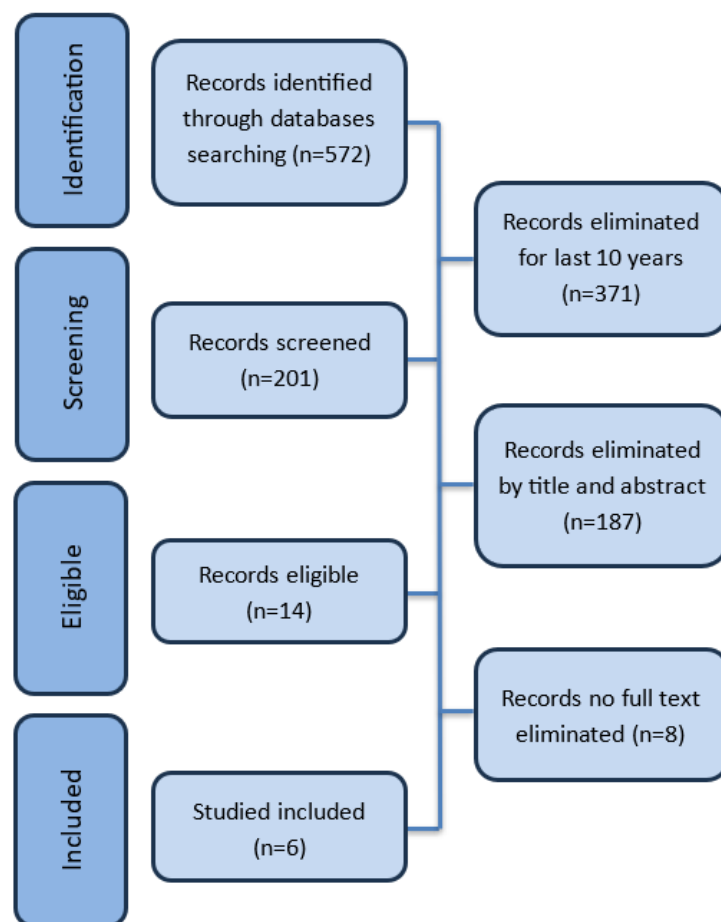 Identification
Records identified
through databases
searching (n=572)
Records eliminated
for last 10 years
(n=371)
Screening
Records screened
(n=201)
Records eliminated
by title and abstract
(n=187)
Eligible
Records eligible
(n=14)
Records no full text
eliminated (n=8)
Included
Studied included
(n=6)